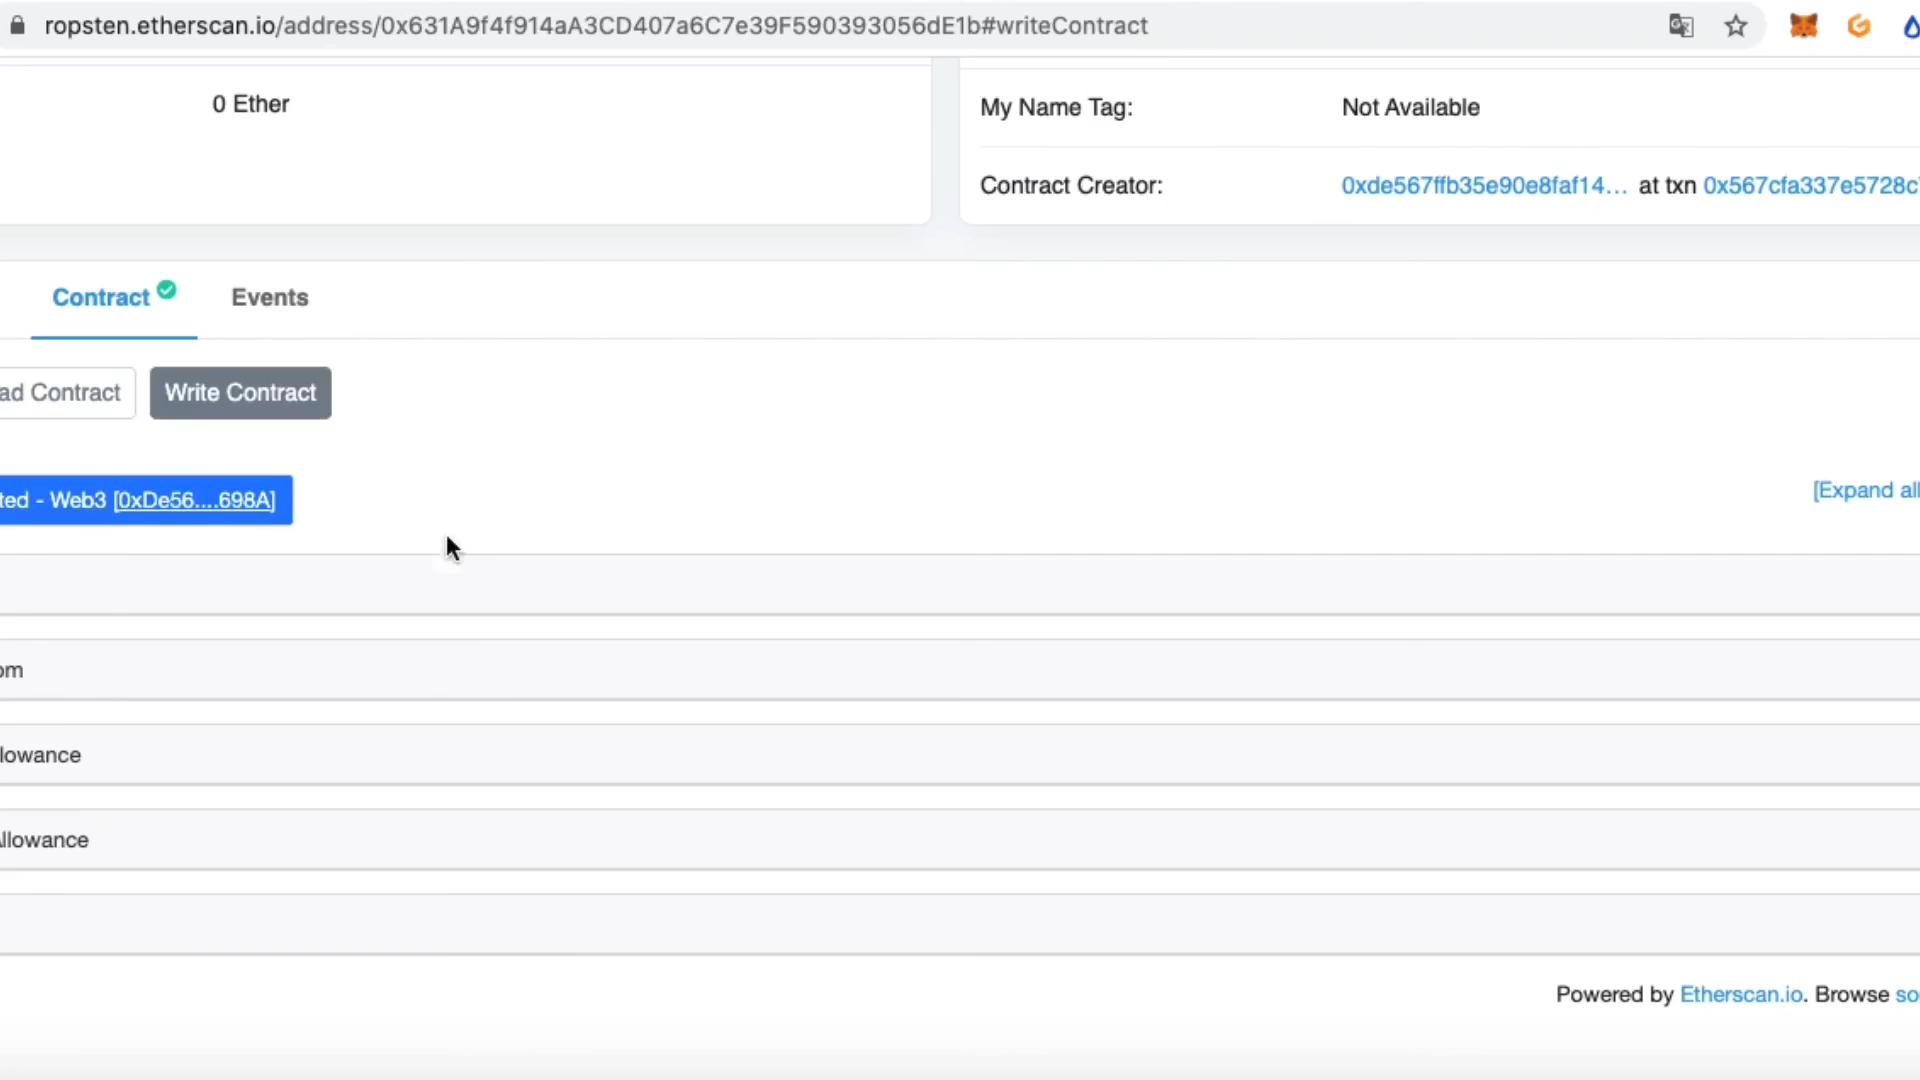 ropsten.etherscan.io/address/0x631A9f4f914aA3CD407a6C7e39F590393056dE1b#writeContract
0 Ether
My Name Tag: Not Available
Contract Creator: 0xde567ffb35e90e8faf14... at txn 0x567cfa337e5728c
Contract Events
ad Contract Write Contract
ted - Web3 [0xDe56....698A]
[Expand all
om
lowance
Allowance
Powered by Etherscan.io. Browse so